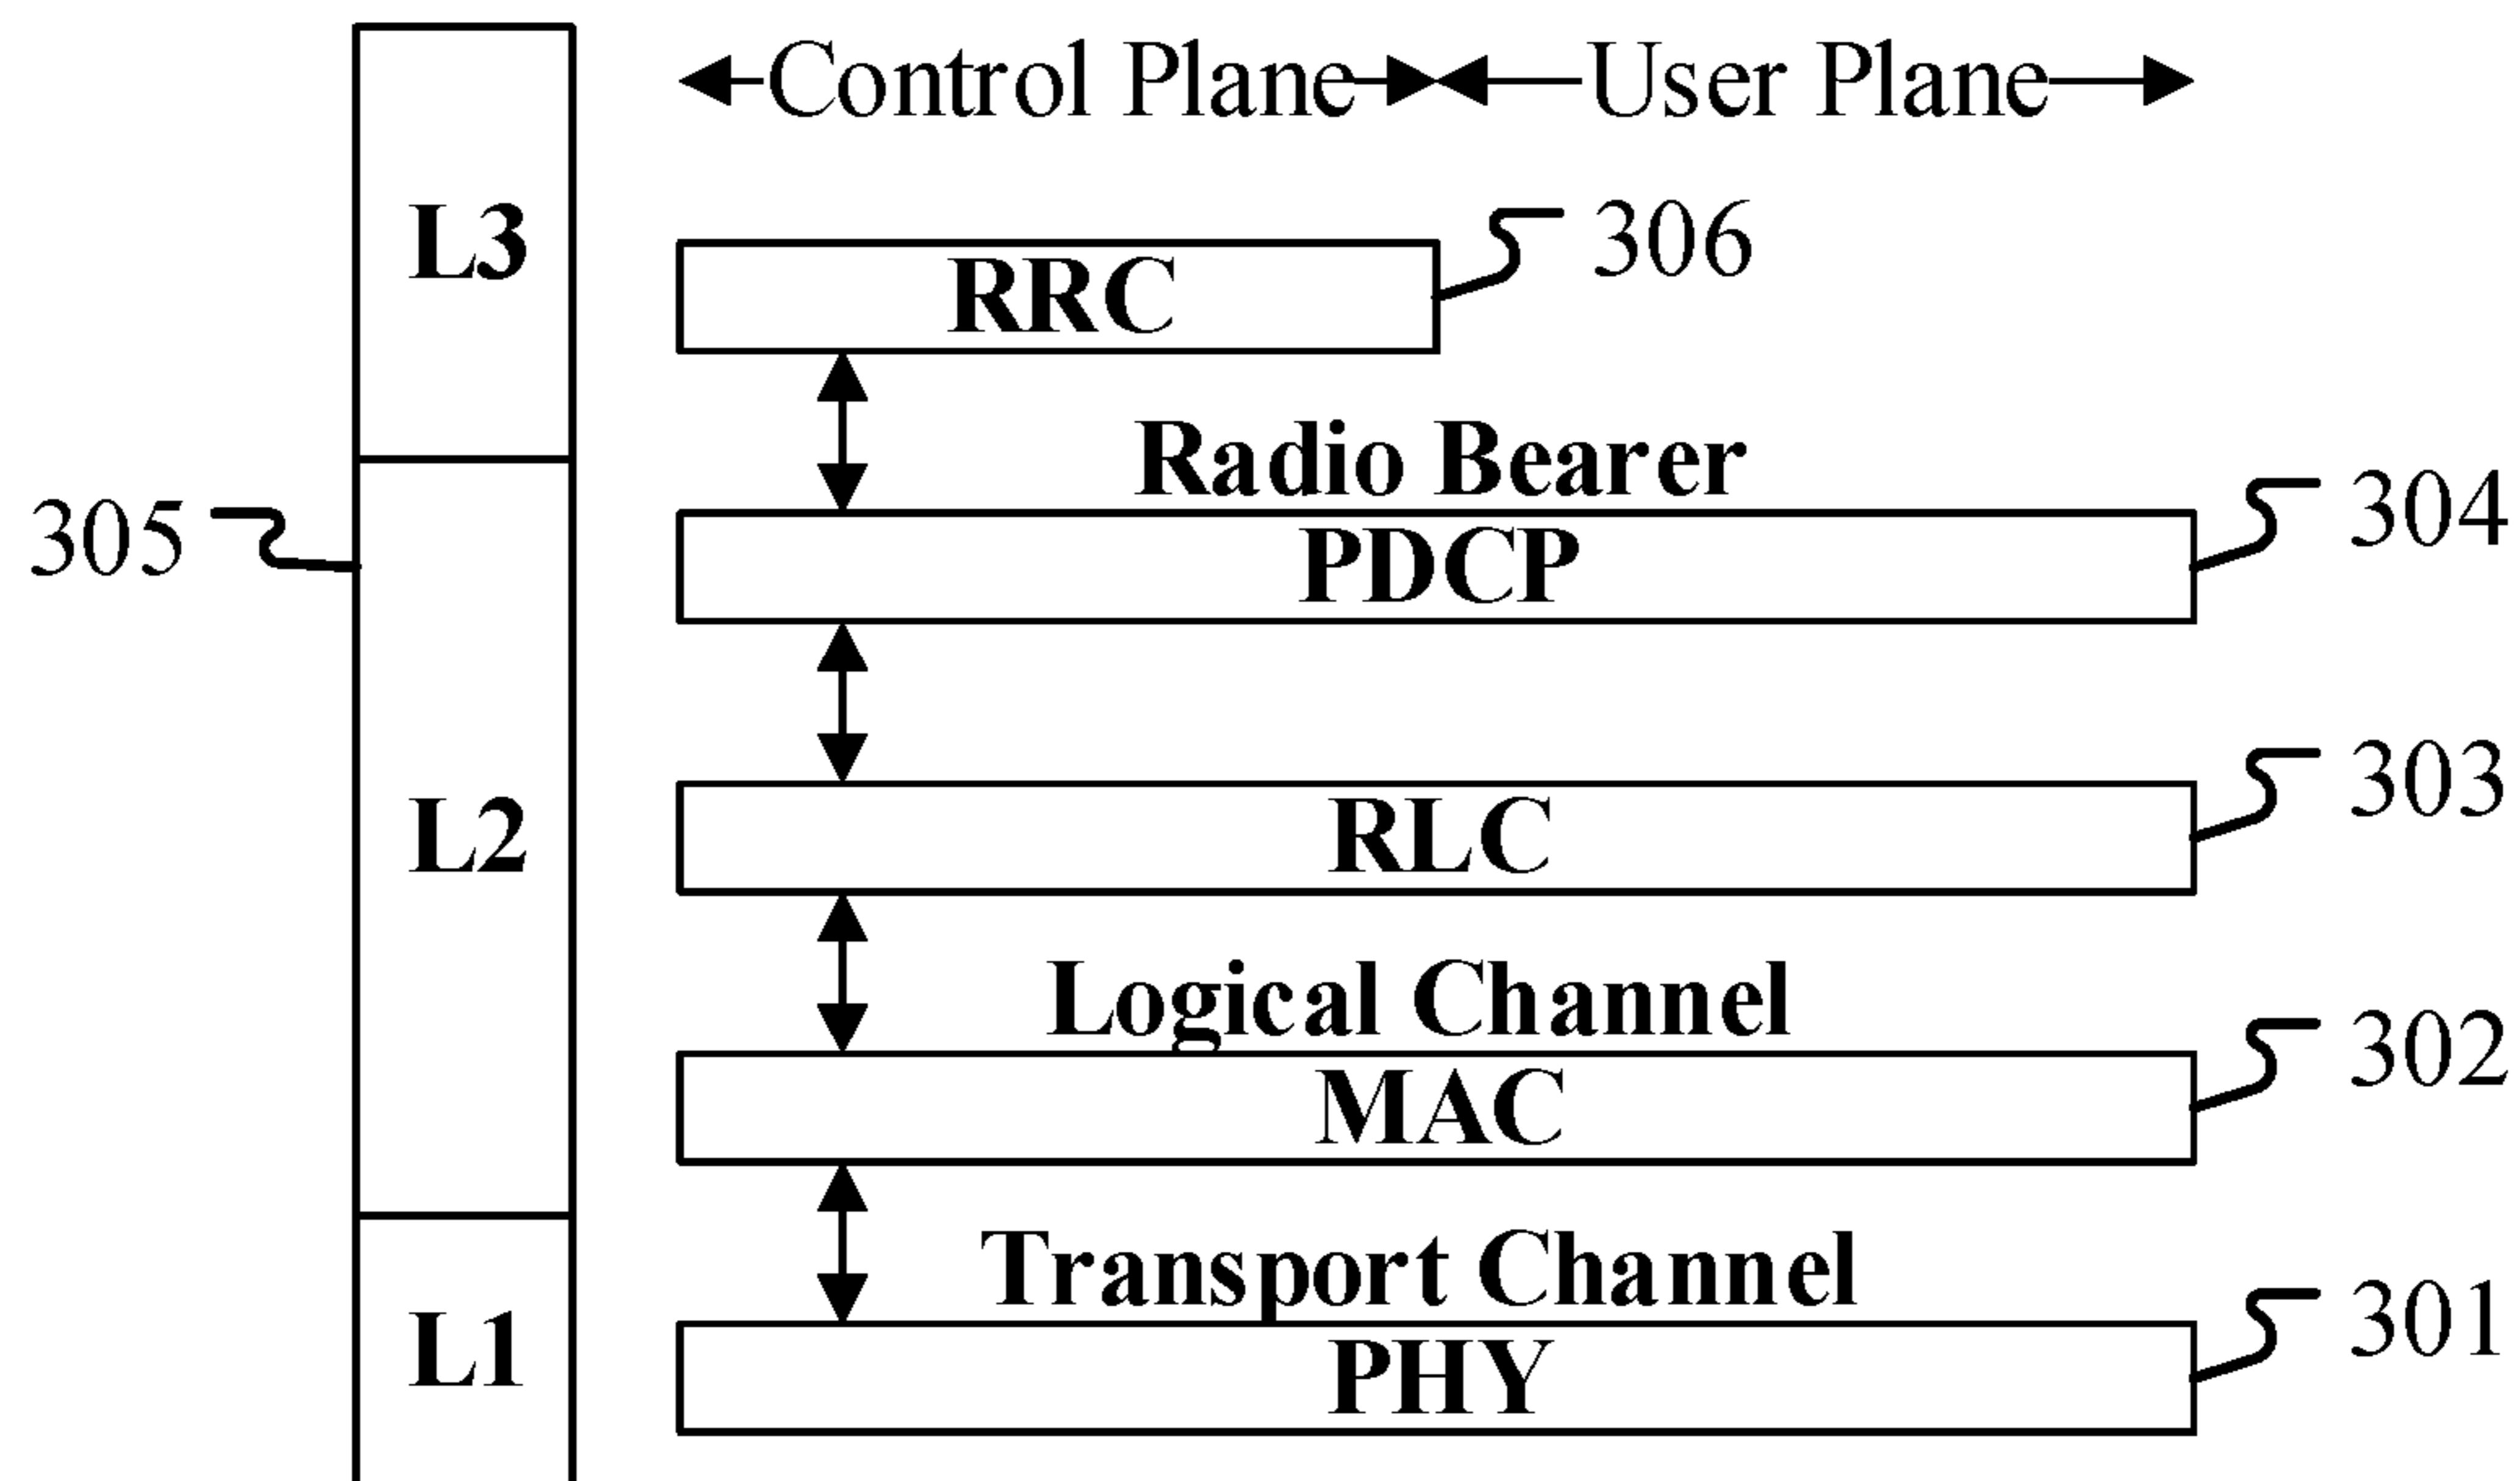 Control Plane User Plane
L3
RRC 306
Radio Bearer
305
PDCP 304
RLC 303
L2
Logical Channel
MAC 302
Transport Channel
L1
PHY 301